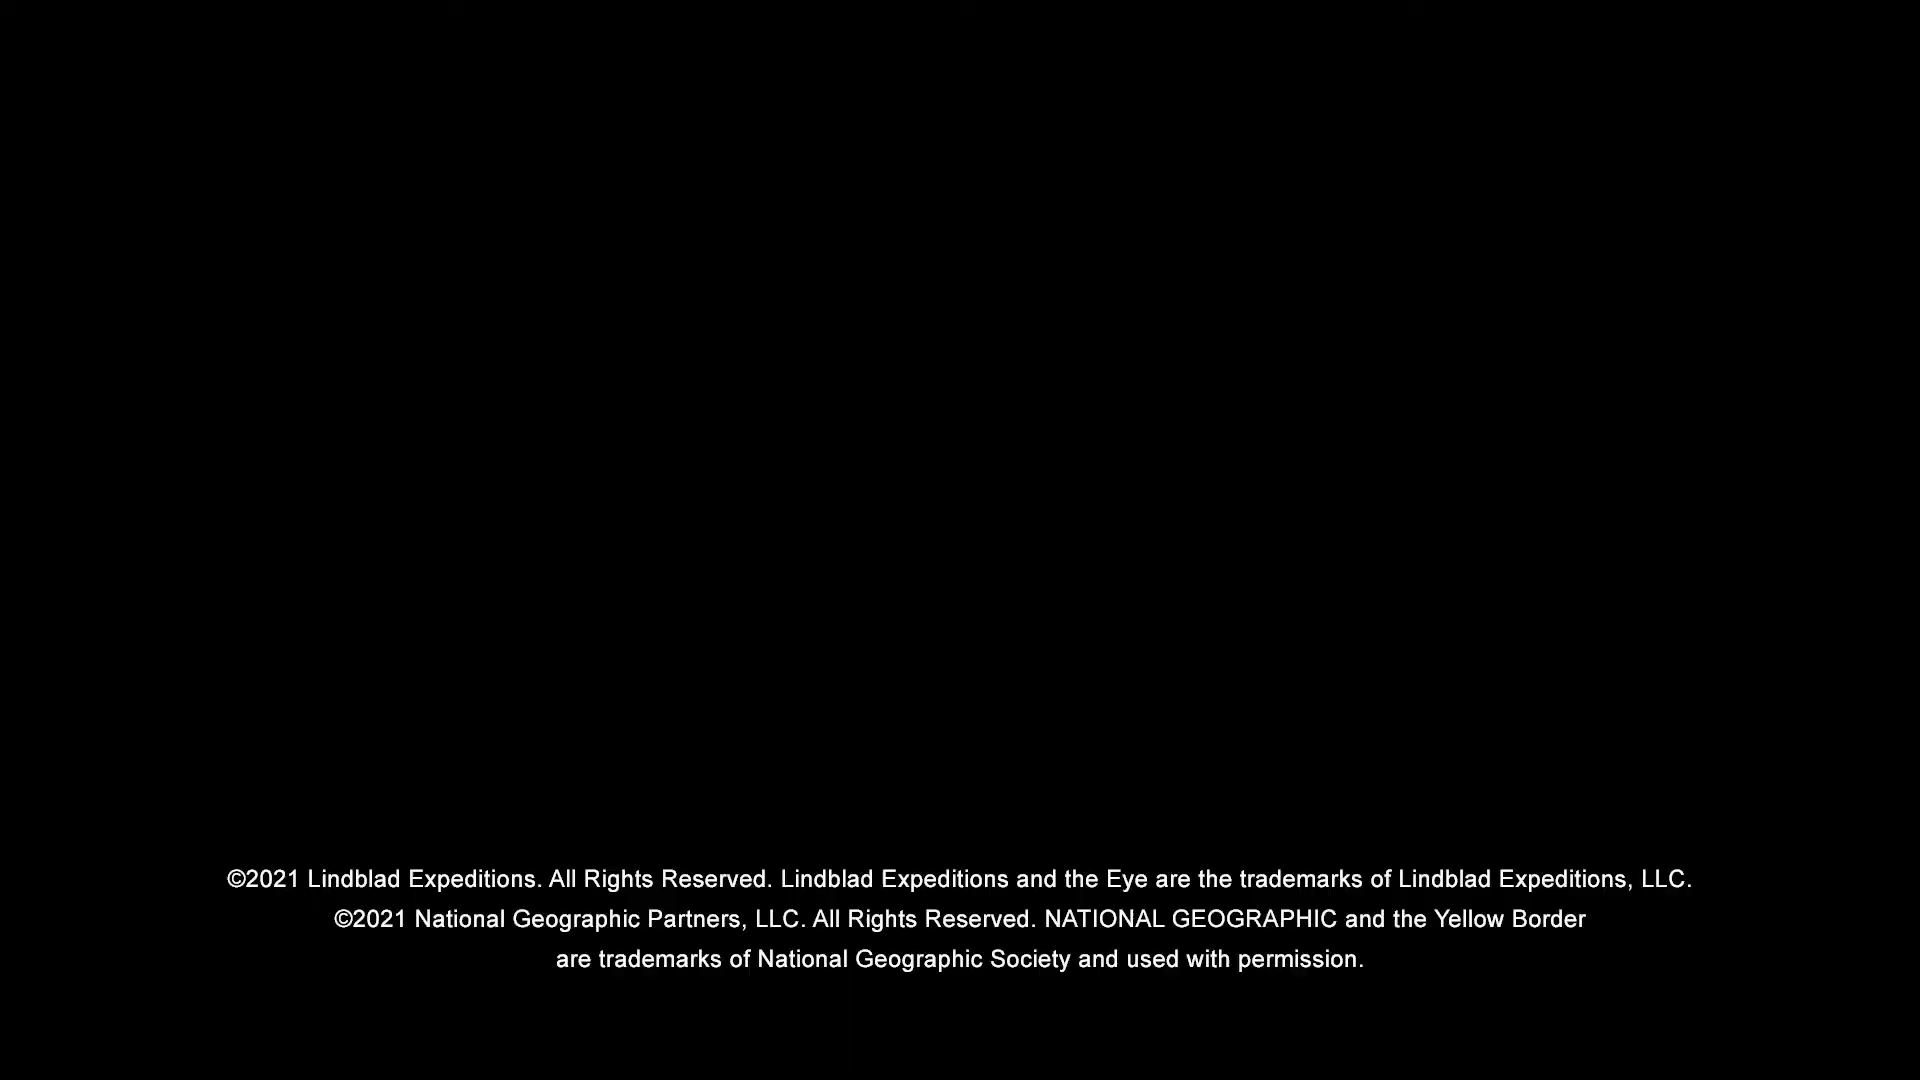 ©2021 Lindblad Expeditions. All Rights Reserved. Lindblad Expeditions and the Eye are the trademarks of Lindblad Expeditions, LLC.
©2021 National Geographic Partners, LLC. All Rights Reserved. NATIONAL GEOGRAPHIC and the Yellow Border
are trademarks of National Geographic Society and used with permission.